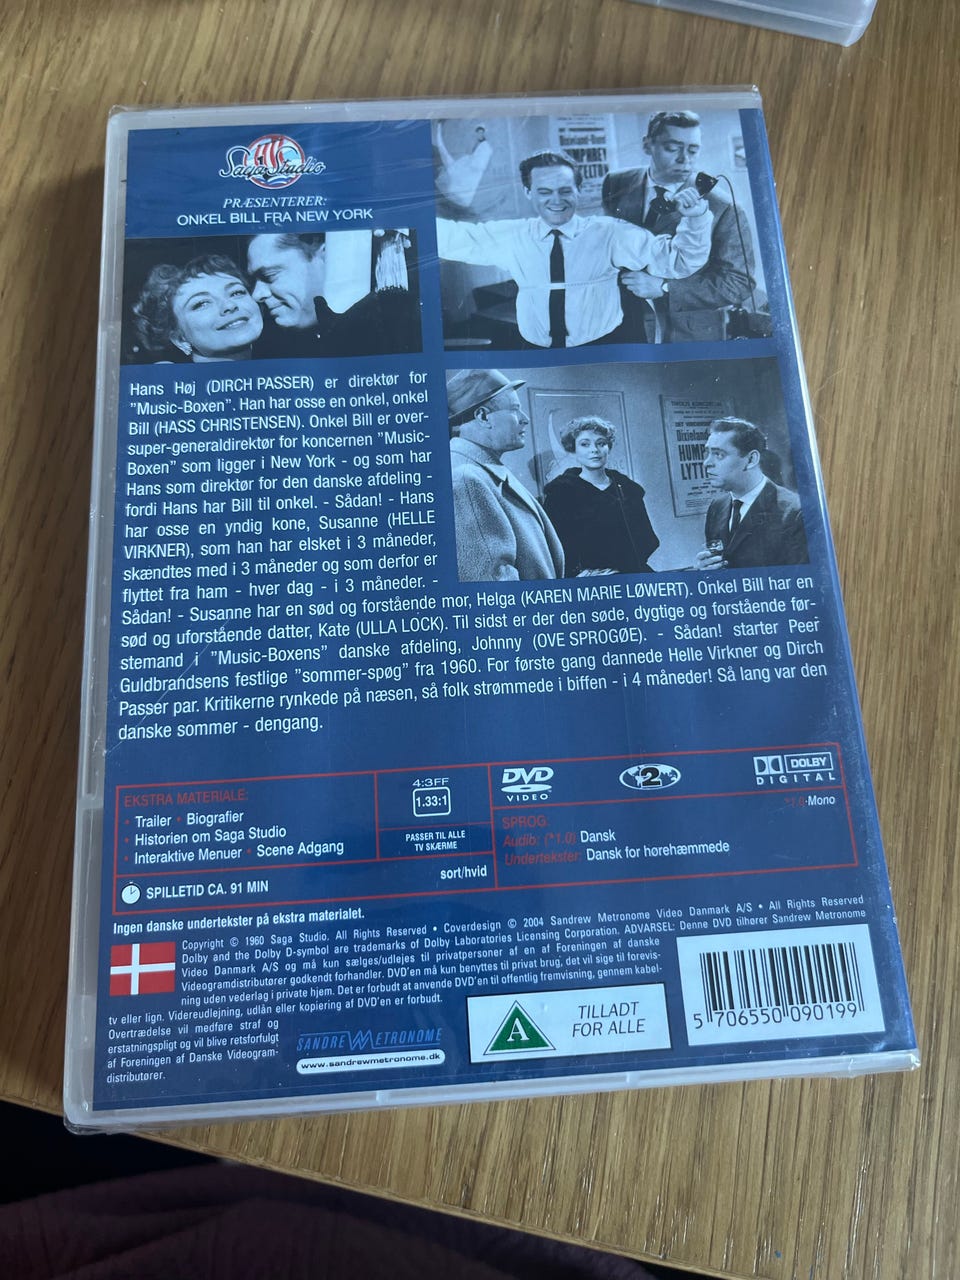 Saga Studio
PRÆSENTERER:
ONKEL BILL FRA NEW YORK
Hans Høj (DIRCH PASSER) er direktør for
"Music-Boxen". Han har osse en onkel, onkel
Bill (HASS CHRISTENSEN). Onkel Bill er over-
super-generaldirektør for koncernen "Music-
Boxen" som ligger i New York - og som har
Hans som direktør for den danske afdeling -
fordi Hans har Bill til onkel. - Sådan! - Hans
har osse en yndig kone, Susanne (HELLE
VIRKNER), som han har elsket i 3 måneder,
skændtes med i 3 måneder og som derfor er
flyttet fra ham - hver dag - i 3 måneder. -
Sådan! - Susanne har en sød og forstående mor, Helga (KAREN MARIE LØWERT). Onkel Bill har en
sød og uforstående datter, Kate (ULLA LOCK). Til sidst er der den søde, dygtige og forstående før-
stemand i "Music-Boxens" danske afdeling, Johnny (OVE SPROGØE). - Sådan! starter Peer
Guldbrandsens festlige "sommer-spøg" fra 1960. For første gang dannede Helle Virkner og Dirch
Passer par. Kritikerne rynkede på næsen, så folk strømmede i biffen - i 4 måneder! Så lang var den
danske sommer - dengang.
EKSTRA MATERIALE:
• Trailer • Biografier
• Historien om Saga Studio
• Interaktive Menuer • Scene Adgang
4:3FF
1.33:1
PASSER TIL ALLE
TV SKÆRME
SPILLETID CA. 91 MIN
sort/hvid
DVD
VIDEO
2
DOLBY
DIGITAL
*1.0-Mono
SPROG:
Audio: (*1.0) Dansk
Undertekster: Dansk for hørehæmmede
Ingen danske undertekster på ekstra materialet.
Copyright © 1960 Saga Studio. All Rights Reserved • Coverdesign © 2004 Sandrew Metronome Video Danmark A/S • All Rights Reserved
Dolby and the Dolby D-symbol are trademarks of Dolby Laboratories Licensing Corporation. ADVARSEL: Denne DVD tilhører Sandrew Metronome
Video Danmark A/S og må kun sælges/udlejes til privatpersoner af en af Foreningen af danske
Videogramdistributører godkendt forhandler. DVD'en må kun benyttes til privat brug, det vil sige til forevis-
ning uden vederlag i private hjem. Det er forbudt at anvende DVD'en til offentlig fremvisning, gennem kabel-
tv eller lign. Videreudlejning, udlån eller kopiering af DVD'en er forbudt.
Overtrædelse vil medføre straf og
erstatningspligt og vil blive retsforfulgt
af Foreningen af Danske Videogram-
distributører.
SANDREW METRONOME
www.sandrewmetronome.dk
A
TILLADT
FOR ALLE
5 706550 090199